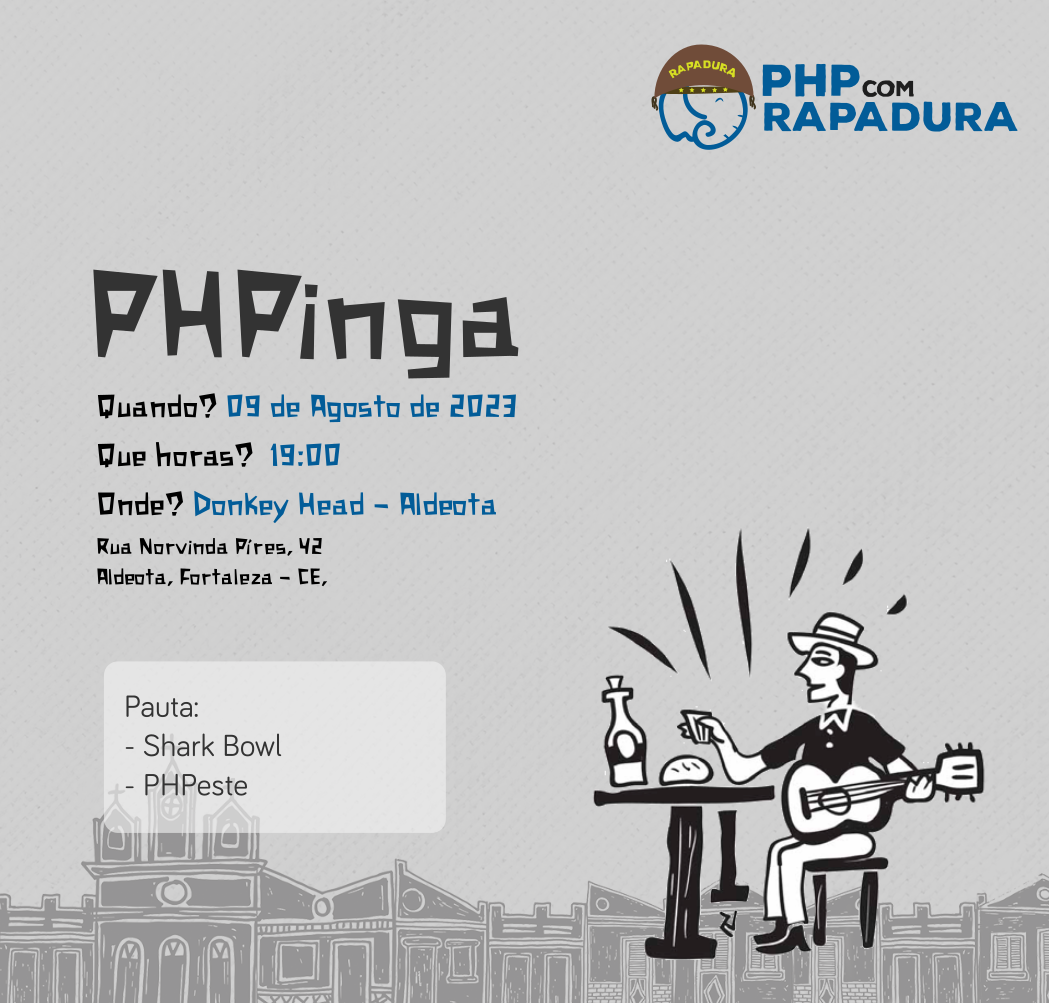 RAPADURA
PHP COM
RAPADURA
PHPinga
Quando? 09 de Agosto de 2023
Que horas? 19:00
Onde? Donkey Head - Aldeota
Rua Norvinda Píres, 42
Aldeota, Fortaleza - CE,
Pauta:
- Shark Bowl
- PHPeste